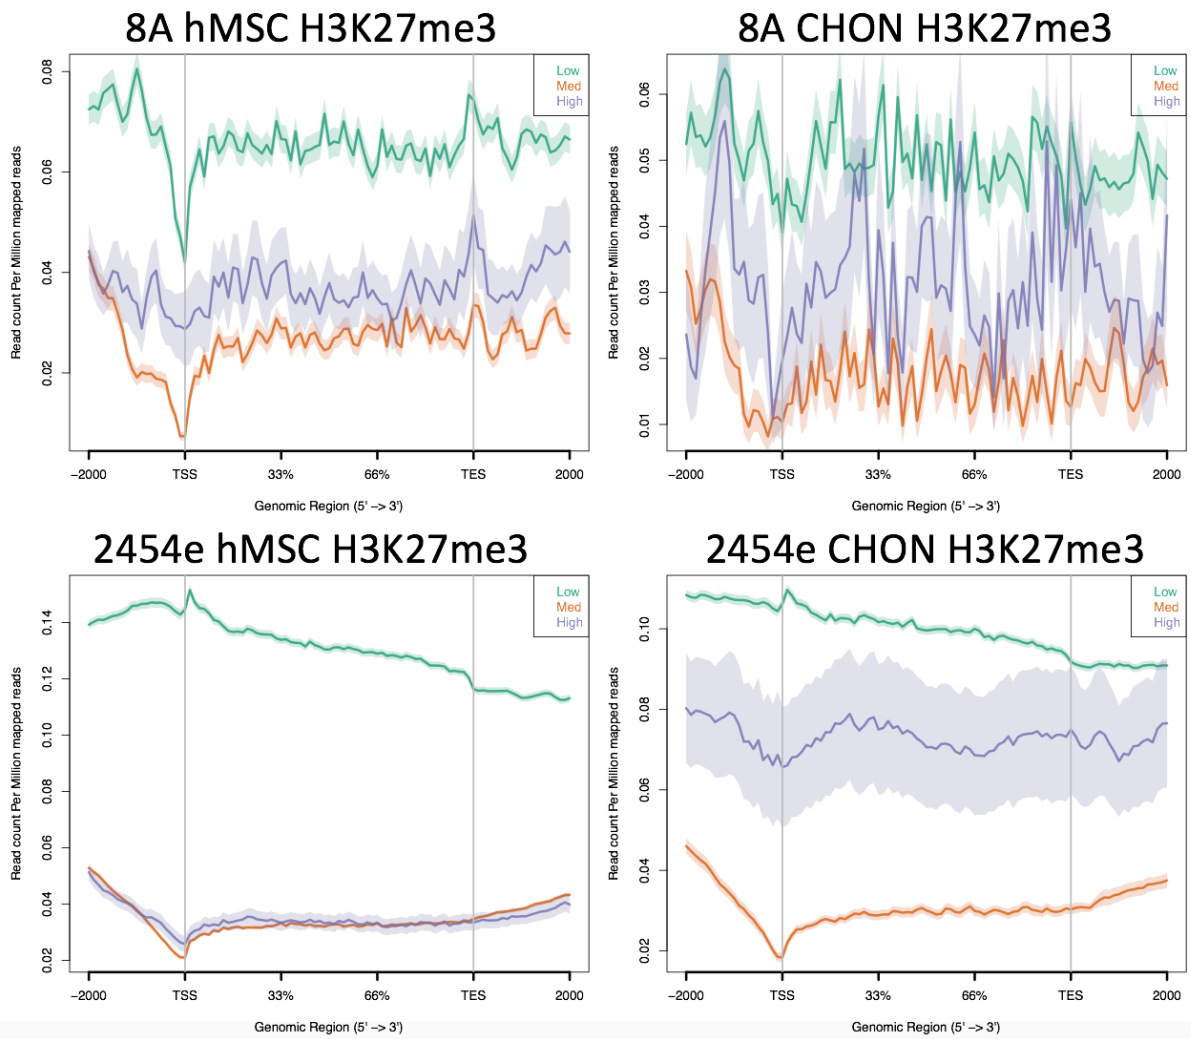 8A hMSC H3K27me3
Read count Per Million mapped reads
0.08
0.06
0.04
0.02
Low
Med
High
−2000 TSS 33% 66% TES 2000
Genomic Region (5' −> 3')
8A CHON H3K27me3
Read count Per Million mapped reads
0.06
0.05
0.04
0.03
0.02
0.01
Low
Med
High
−2000 TSS 33% 66% TES 2000
Genomic Region (5' −> 3')
2454e hMSC H3K27me3
Read count Per Million mapped reads
0.14
0.12
0.10
0.08
0.06
0.04
0.02
Low
Med
High
−2000 TSS 33% 66% TES 2000
Genomic Region (5' −> 3')
2454e CHON H3K27me3
Read count Per Million mapped reads
0.10
0.08
0.06
0.04
0.02
Low
Med
High
−2000 TSS 33% 66% TES 2000
Genomic Region (5' −> 3')